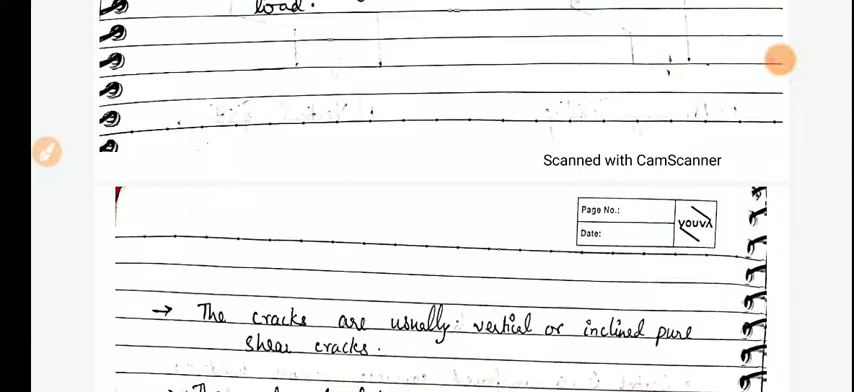 load.
Scanned with CamScanner
Page No.:
Date:
YOUVA
→ The cracks are usually vertical or inclined pure
shear cracks.